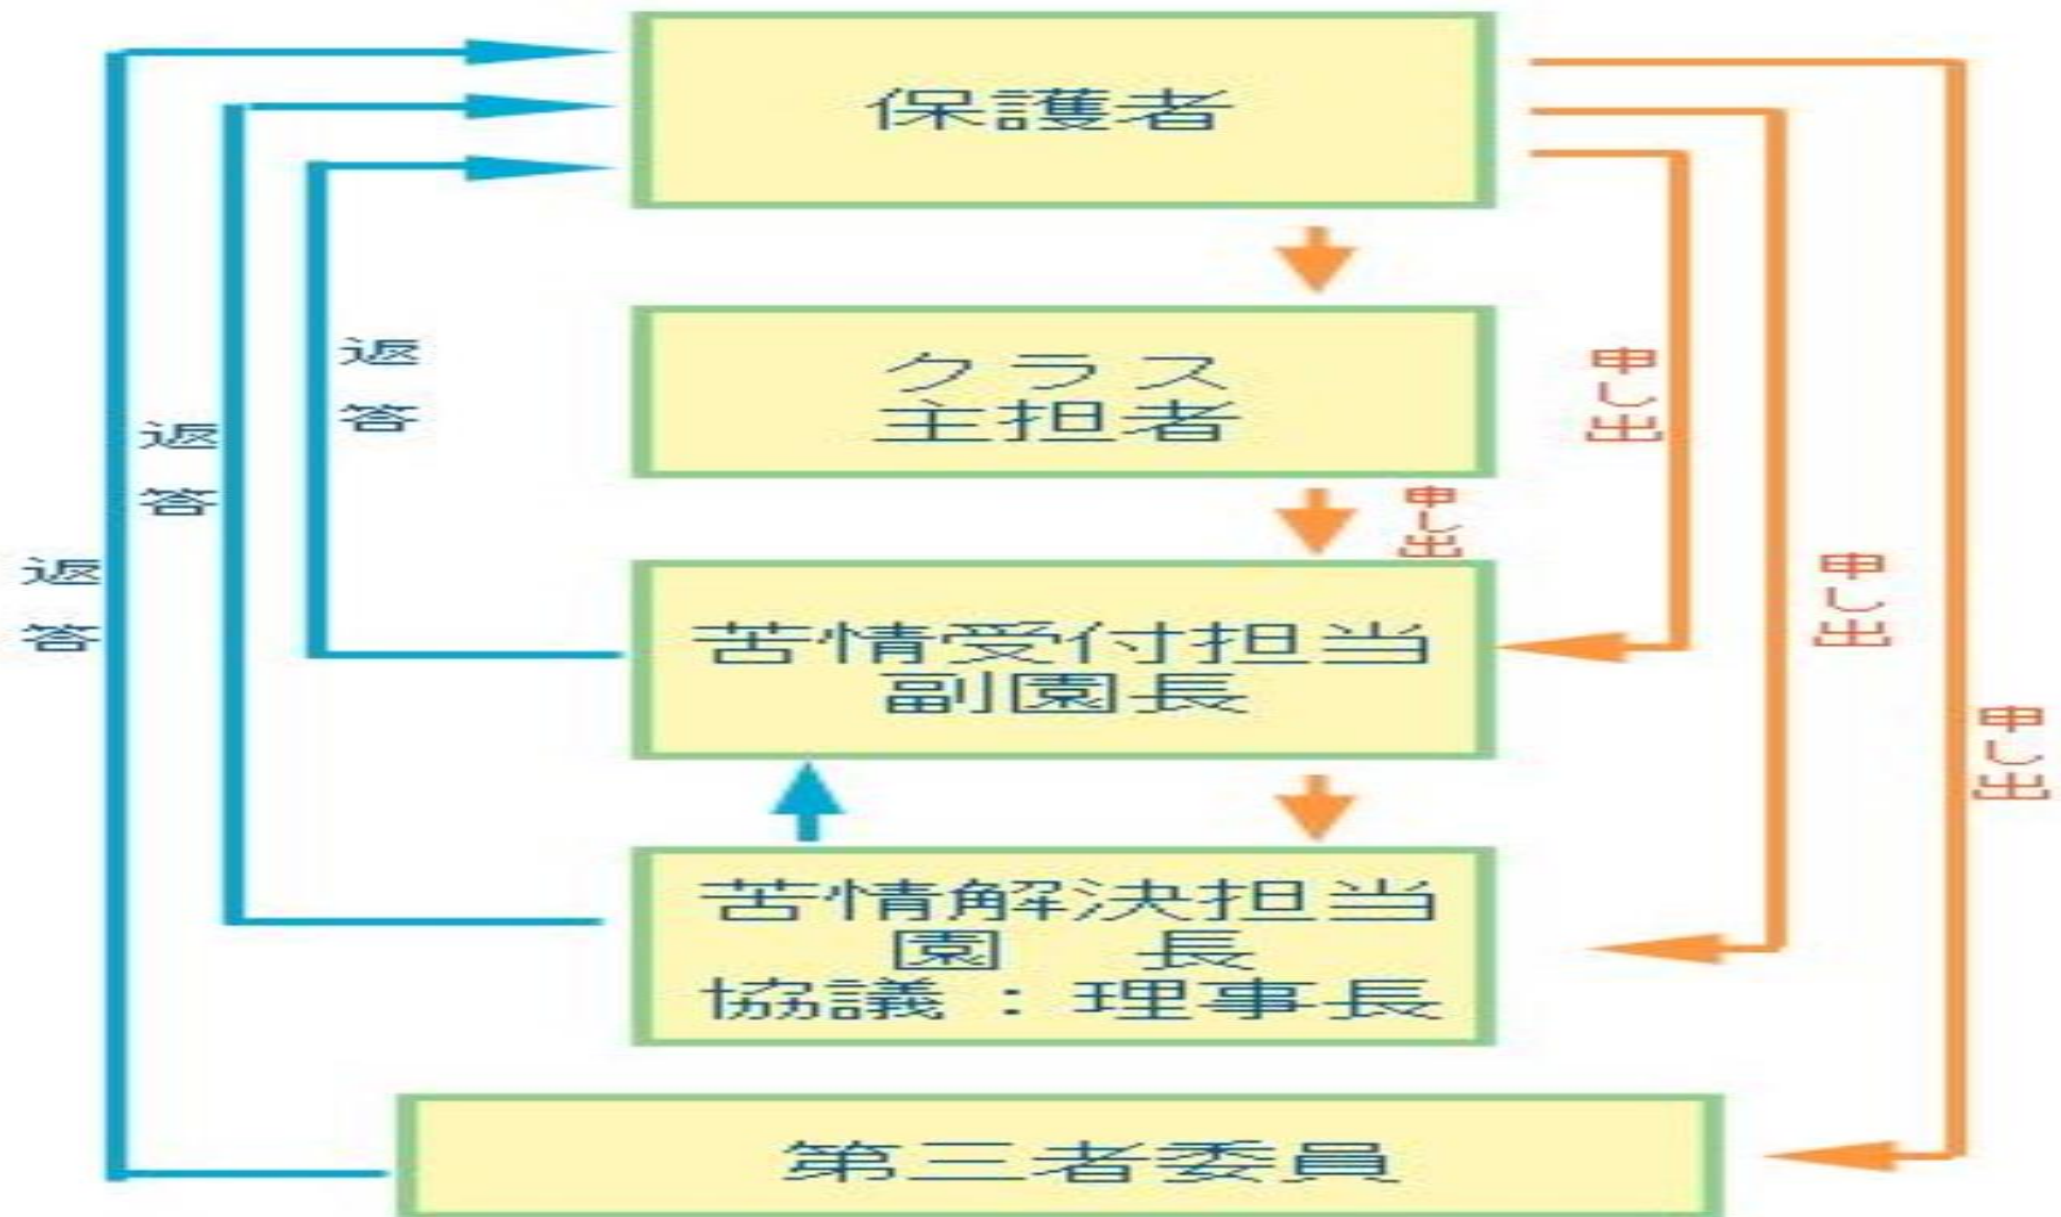 保護者
クラス
主担者
申し出
申し出
苦情受付担当
副園長
申し出
申し出
苦情解決担当
園 長
協議：理事長
第三者委員
返答
返答
返答